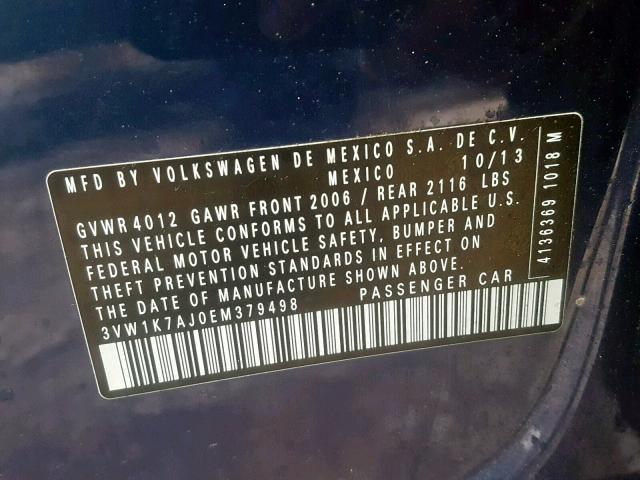 MFD BY VOLKSWAGEN DE MEXICO S.A. DE C.V.
MEXICO 10/13
GVWR 4012 GAWR FRONT 2006 / REAR 2116 LBS
THIS VEHICLE CONFORMS TO ALL APPLICABLE U.S.
FEDERAL MOTOR VEHICLE SAFETY, BUMPER AND
THEFT PREVENTION STANDARDS IN EFFECT ON
THE DATE OF MANUFACTURE SHOWN ABOVE.
3VW1K7AJ0EM379498 PASSENGER CAR
4136369 1018 M